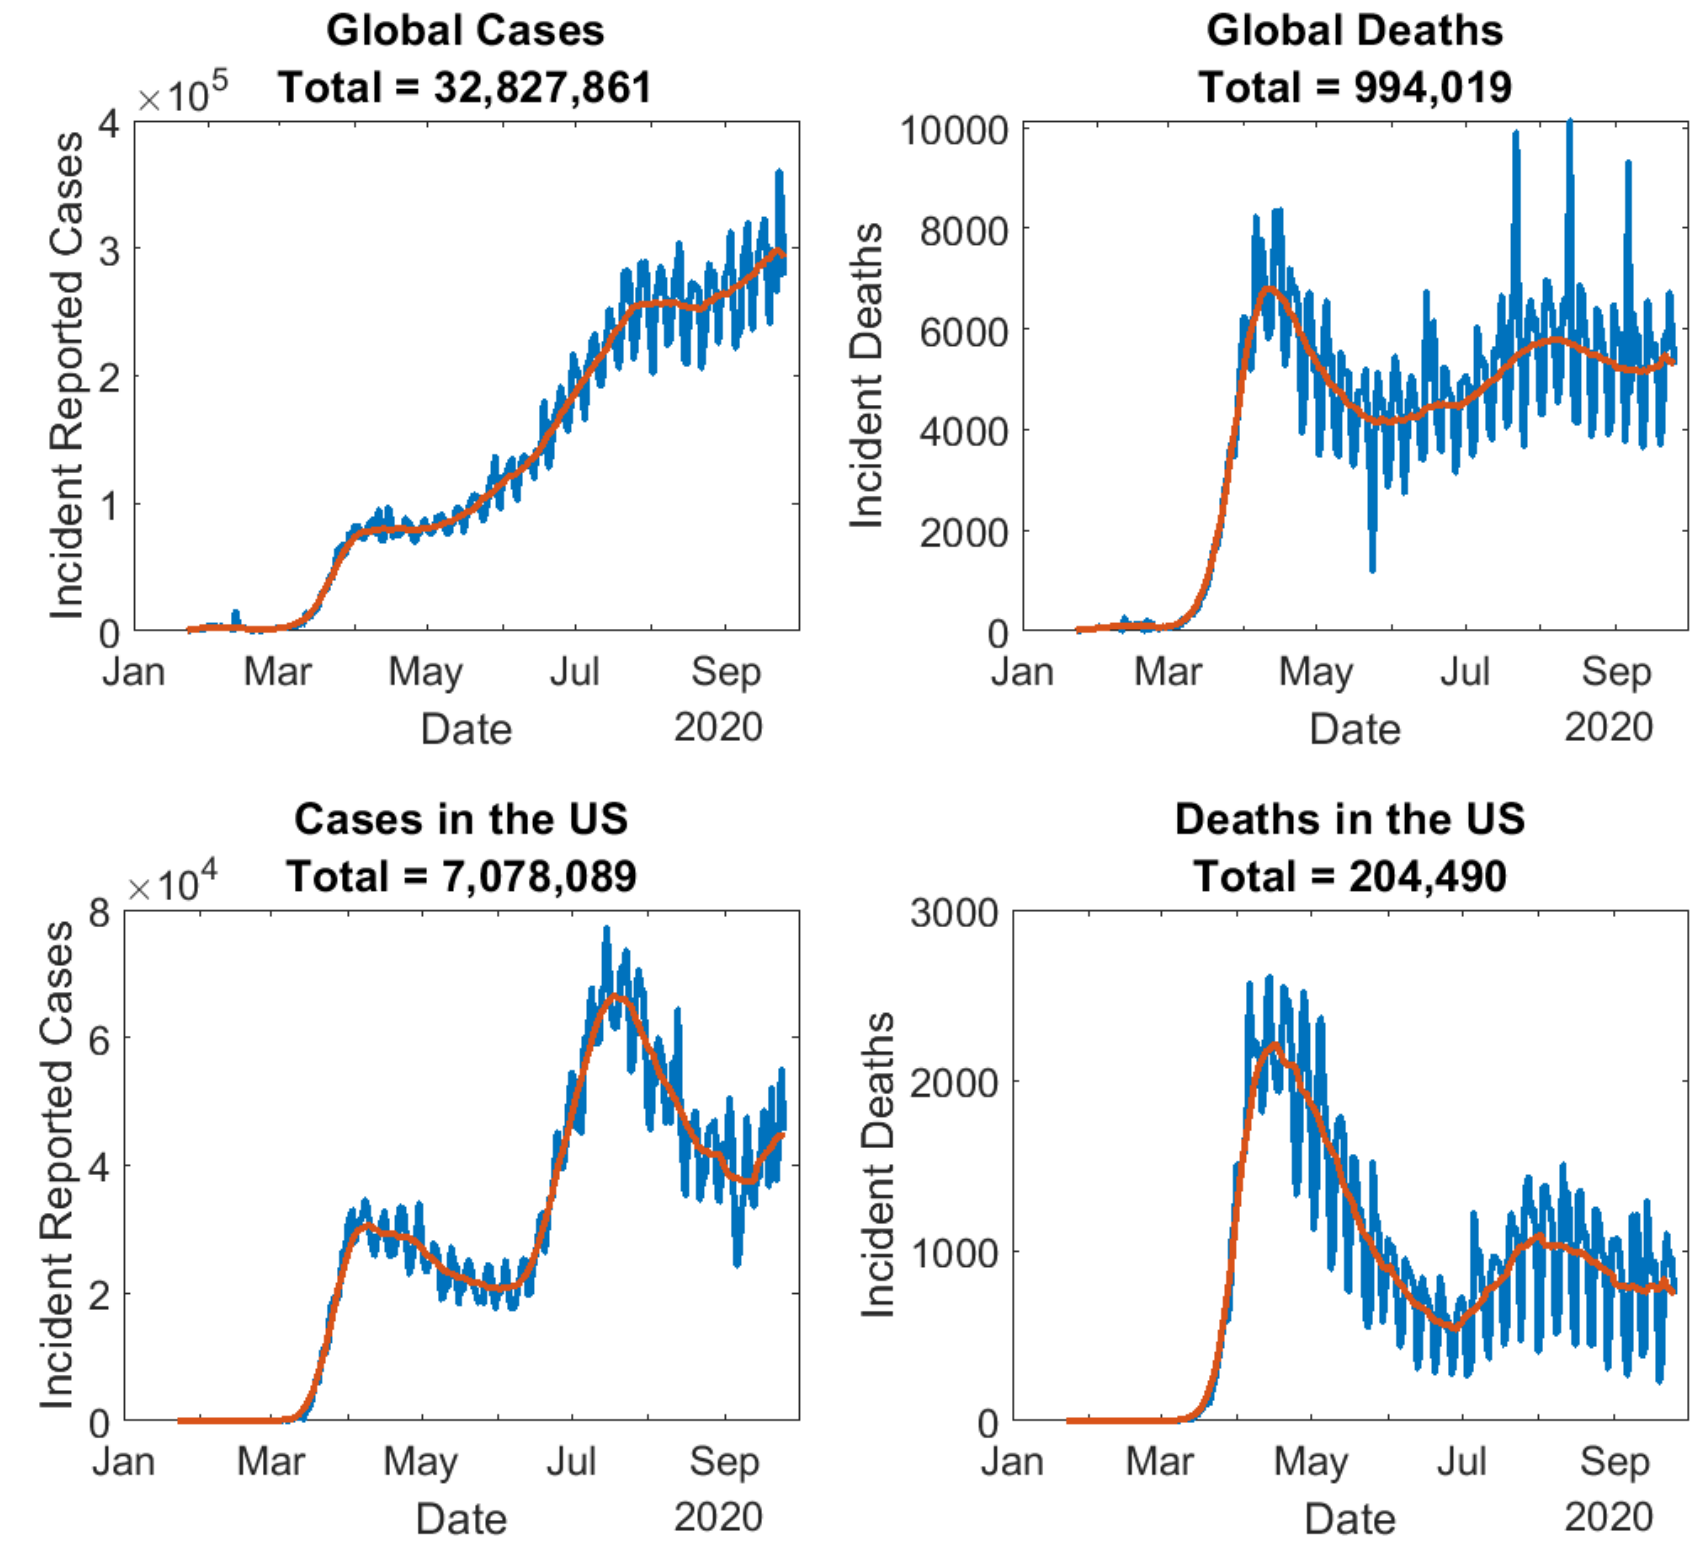 Global Cases
Total = 32,827,861
×10⁵
4
3
2
1
0
Incident Reported Cases
Jan Mar May Jul Sep
Date 2020
Global Deaths
Total = 994,019
10000
8000
6000
4000
2000
0
Incident Deaths
Jan Mar May Jul Sep
Date 2020
Cases in the US
Total = 7,078,089
×10⁴
8
6
4
2
0
Incident Reported Cases
Jan Mar May Jul Sep
Date 2020
Deaths in the US
Total = 204,490
3000
2000
1000
0
Incident Deaths
Jan Mar May Jul Sep
Date 2020